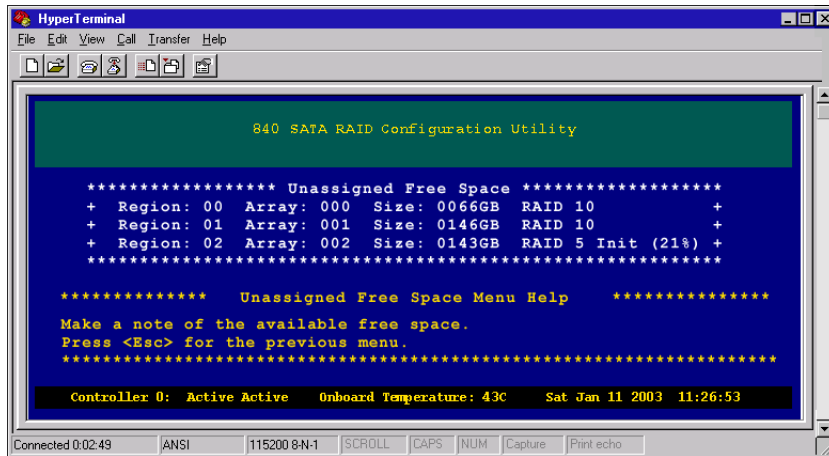 HyperTerminal
File Edit View Call Transfer Help
840 SATA RAID Configuration Utility
****************** Unassigned Free Space *******************
+ Region: 00 Array: 000 Size: 0066GB RAID 10 +
+ Region: 01 Array: 001 Size: 0146GB RAID 10 +
+ Region: 02 Array: 002 Size: 0143GB RAID 5 Init (21%) +
************************************************************
************** Unassigned Free Space Menu Help ***************
Make a note of the available free space.
Press <Esc> for the previous menu.
********************************************************************
Controller 0: Active Active Onboard Temperature: 43C Sat Jan 11 2003 11:26:53
Connected 0:02:49 ANSI 115200 8-N-1 SCROLL CAPS NUM Capture Print echo